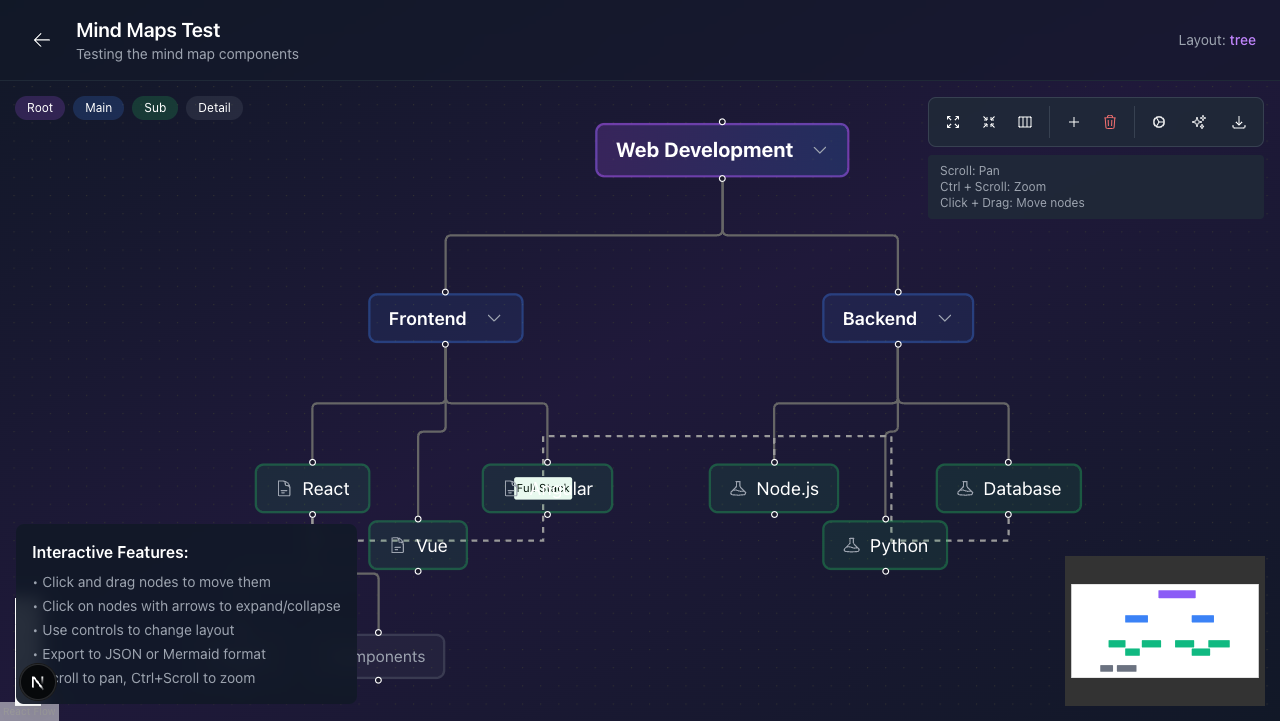 Mind Maps Test
Testing the mind map components
Layout: tree
Root
Main
Sub
Detail
Web Development
Scroll: Pan
Ctrl + Scroll: Zoom
Click + Drag: Move nodes
Frontend
Backend
React
Full Stack
lar
Node.js
Database
Vue
Python
Interactive Features:
• Click and drag nodes to move them
• Click on nodes with arrows to expand/collapse
• Use controls to change layout
• Export to JSON or Mermaid format
croll to pan, Ctrl+Scroll to zoom
mponents
N